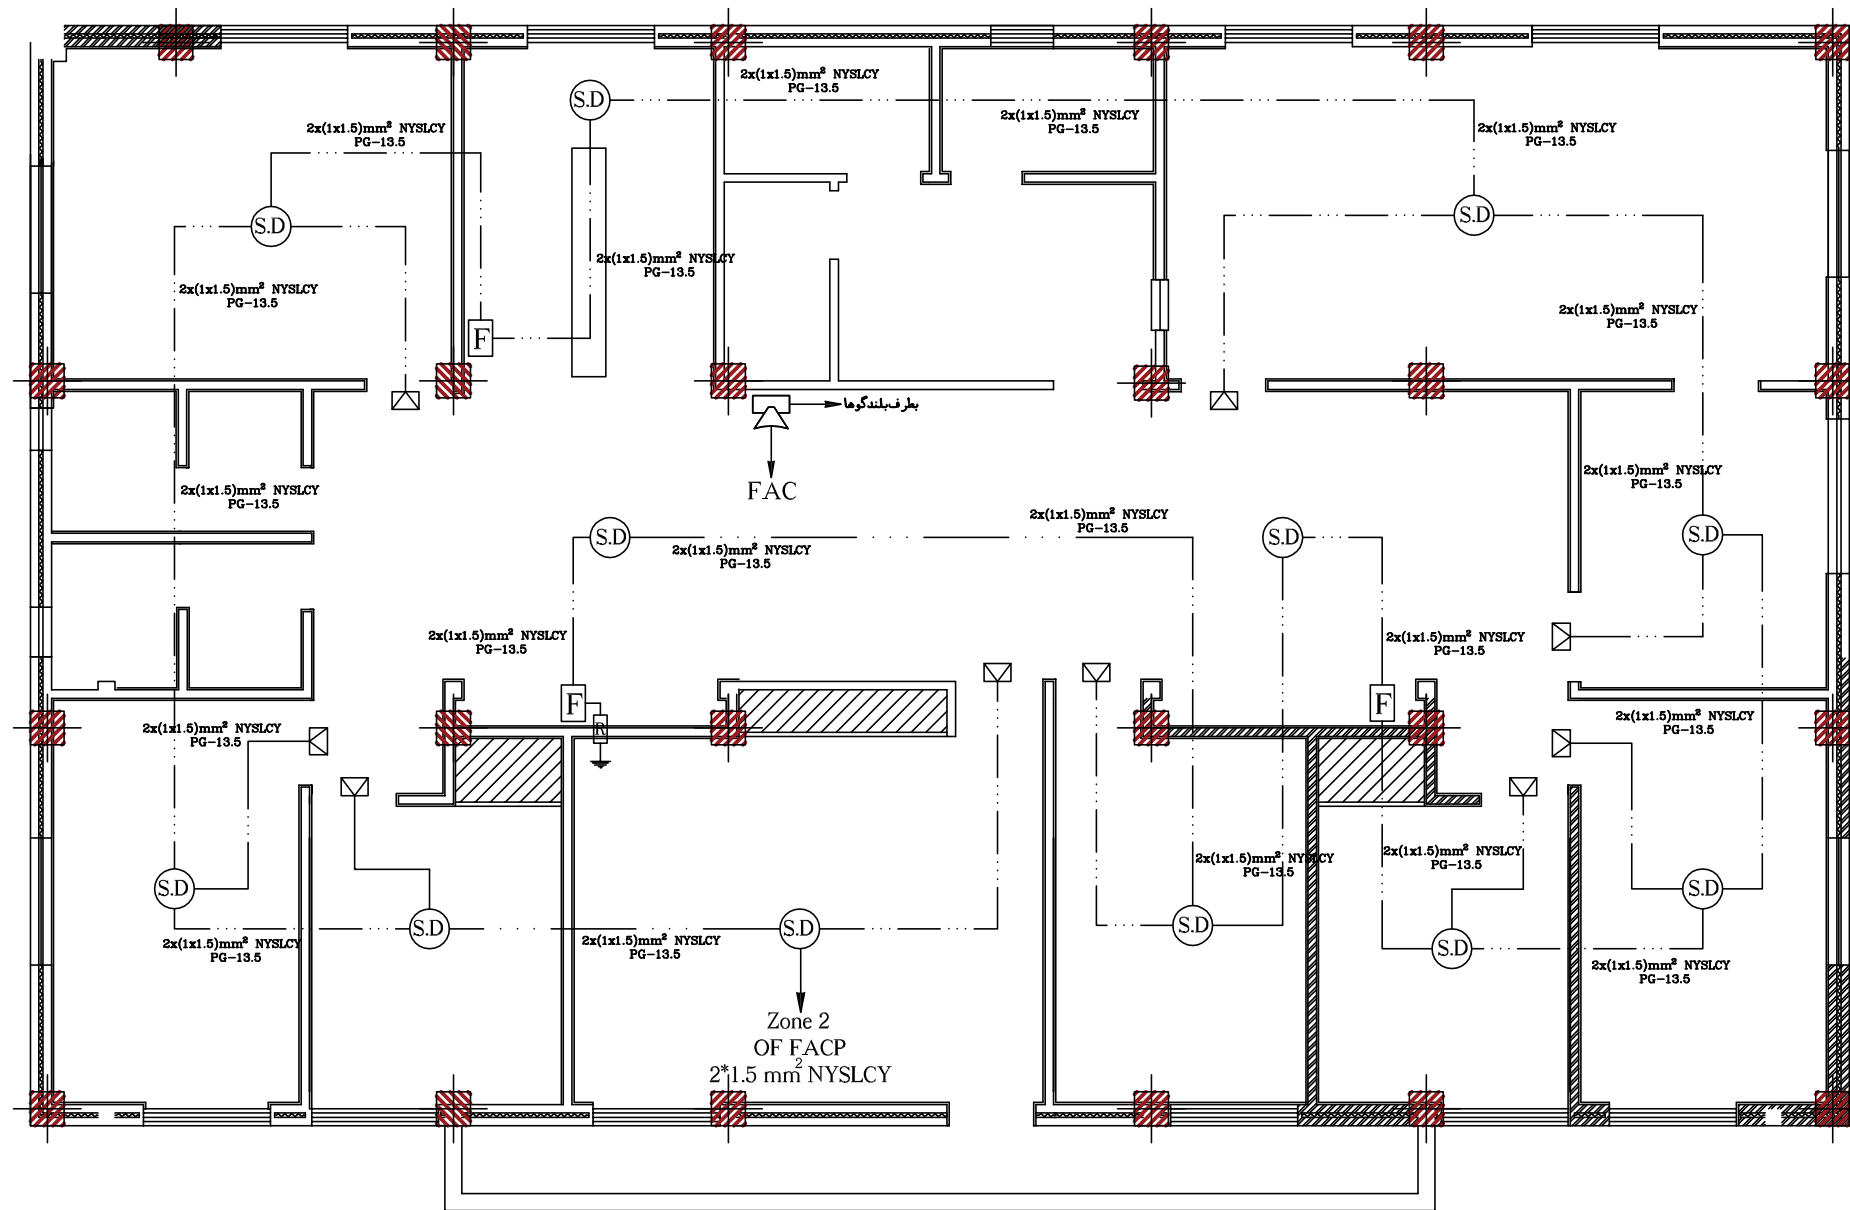 2x(1x1.5)mm² NYSLCY
PG-13.5
S.D
2x(1x1.5)mm² NYSLCY
PG-13.5
2x(1x1.5)mm² NYSLCY
PG-13.5
2x(1x1.5)mm² NYSLCY
PG-13.5
S.D
S.D
2x(1x1.5)mm² NYSLCY
PG-13.5
2x(1x1.5)mm² NYSLCY
PG-13.5
2x(1x1.5)mm² NYSLCY
PG-13.5
F
بطرف بلندگوها
FAC
2x(1x1.5)mm² NYSLCY
PG-13.5
2x(1x1.5)mm² NYSLCY
PG-13.5
2x(1x1.5)mm² NYSLCY
PG-13.5
S.D
2x(1x1.5)mm² NYSLCY
PG-13.5
S.D
S.D
2x(1x1.5)mm² NYSLCY
PG-13.5
2x(1x1.5)mm² NYSLCY
PG-13.5
F
R
F
2x(1x1.5)mm² NYSLCY
PG-13.5
2x(1x1.5)mm² NYSLCY
PG-13.5
2x(1x1.5)mm² NYSLCY
PG-13.5
2x(1x1.5)mm² NYSLCY
PG-13.5
S.D
S.D
S.D
S.D
S.D
S.D
2x(1x1.5)mm² NYSLCY
PG-13.5
2x(1x1.5)mm² NYSLCY
PG-13.5
2x(1x1.5)mm² NYSLCY
PG-13.5
Zone 2
OF FACP
2*1.5 mm² NYSLCY